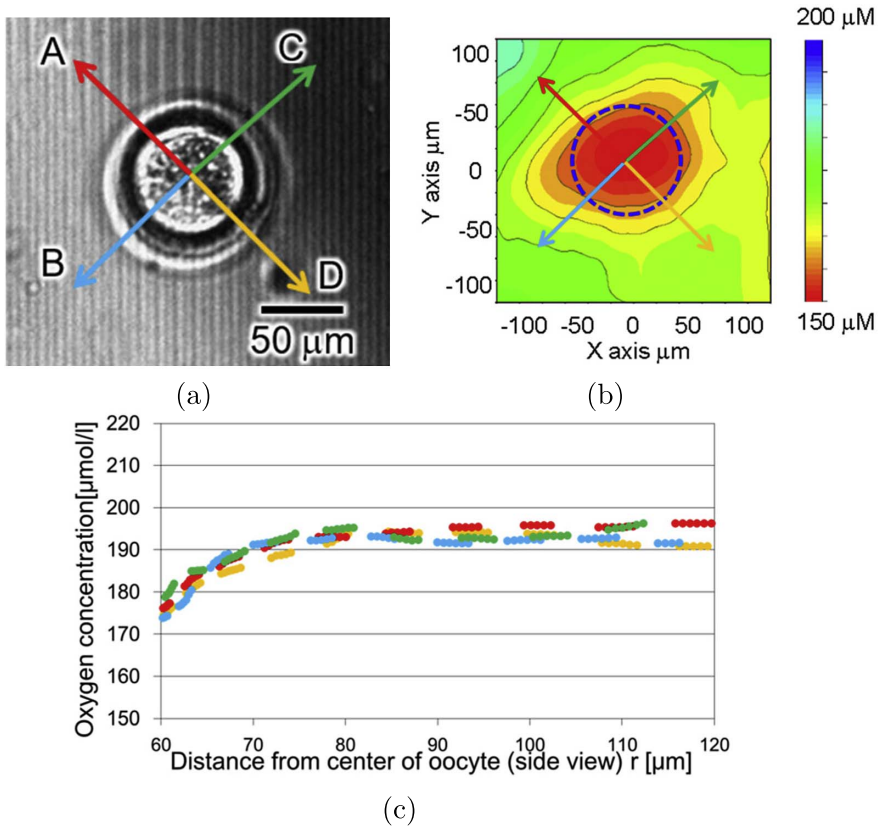 A
C
B
D
50 μm
(a)
200 μM
100
-50
0
-50
-100
Y axis μm
-100 -50 0 50 100
X axis μm
150 μM
(b)
Oxygen concentration[μmol/l]
220
210
200
190
180
170
160
150
60 70 80 90 100 110 120
Distance from center of oocyte (side view) r [μm]
(c)